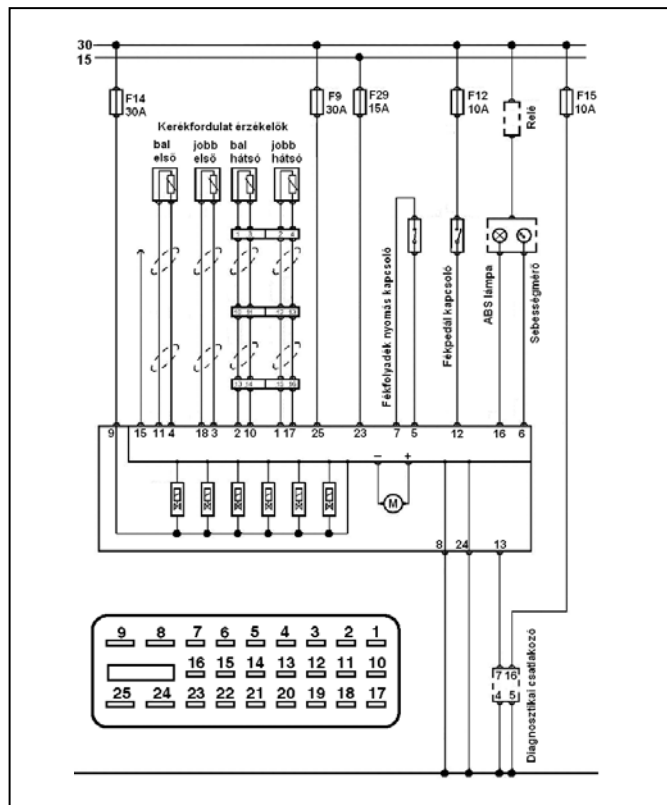 30
15
F14
30A
F9
30A
F29
15A
F12
10A
Relé
F15
10A
Kerékfordulat érzékelők
bal
első
jobb
első
bal
hátsó
jobb
hátsó
Fékfolyadék nyomás kapcsoló
Fékpedál kapcsoló
ABS lámpa
Sebességmérő
9 15 11 4 18 3 2 10 1 17 25 23 7 5 12 16 6
- +
M
8 24 13
9 8 7 6 5 4 3 2 1
16 15 14 13 12 11 10
25 24 23 22 21 20 19 18 17
7 16
4 5
Diagnosztikai csatlakozó